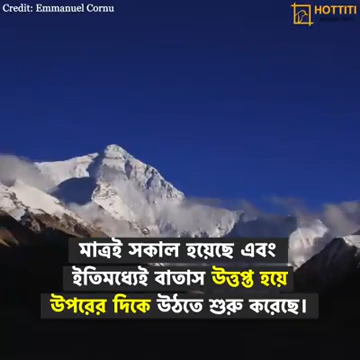 Credit: Emmanuel Cornu
HOTTITI
মাত্রই সকাল হয়েছে এবং
ইতিমধ্যেই বাতাস উত্তপ্ত হয়ে
উপরের দিকে উঠতে শুরু করেছে।